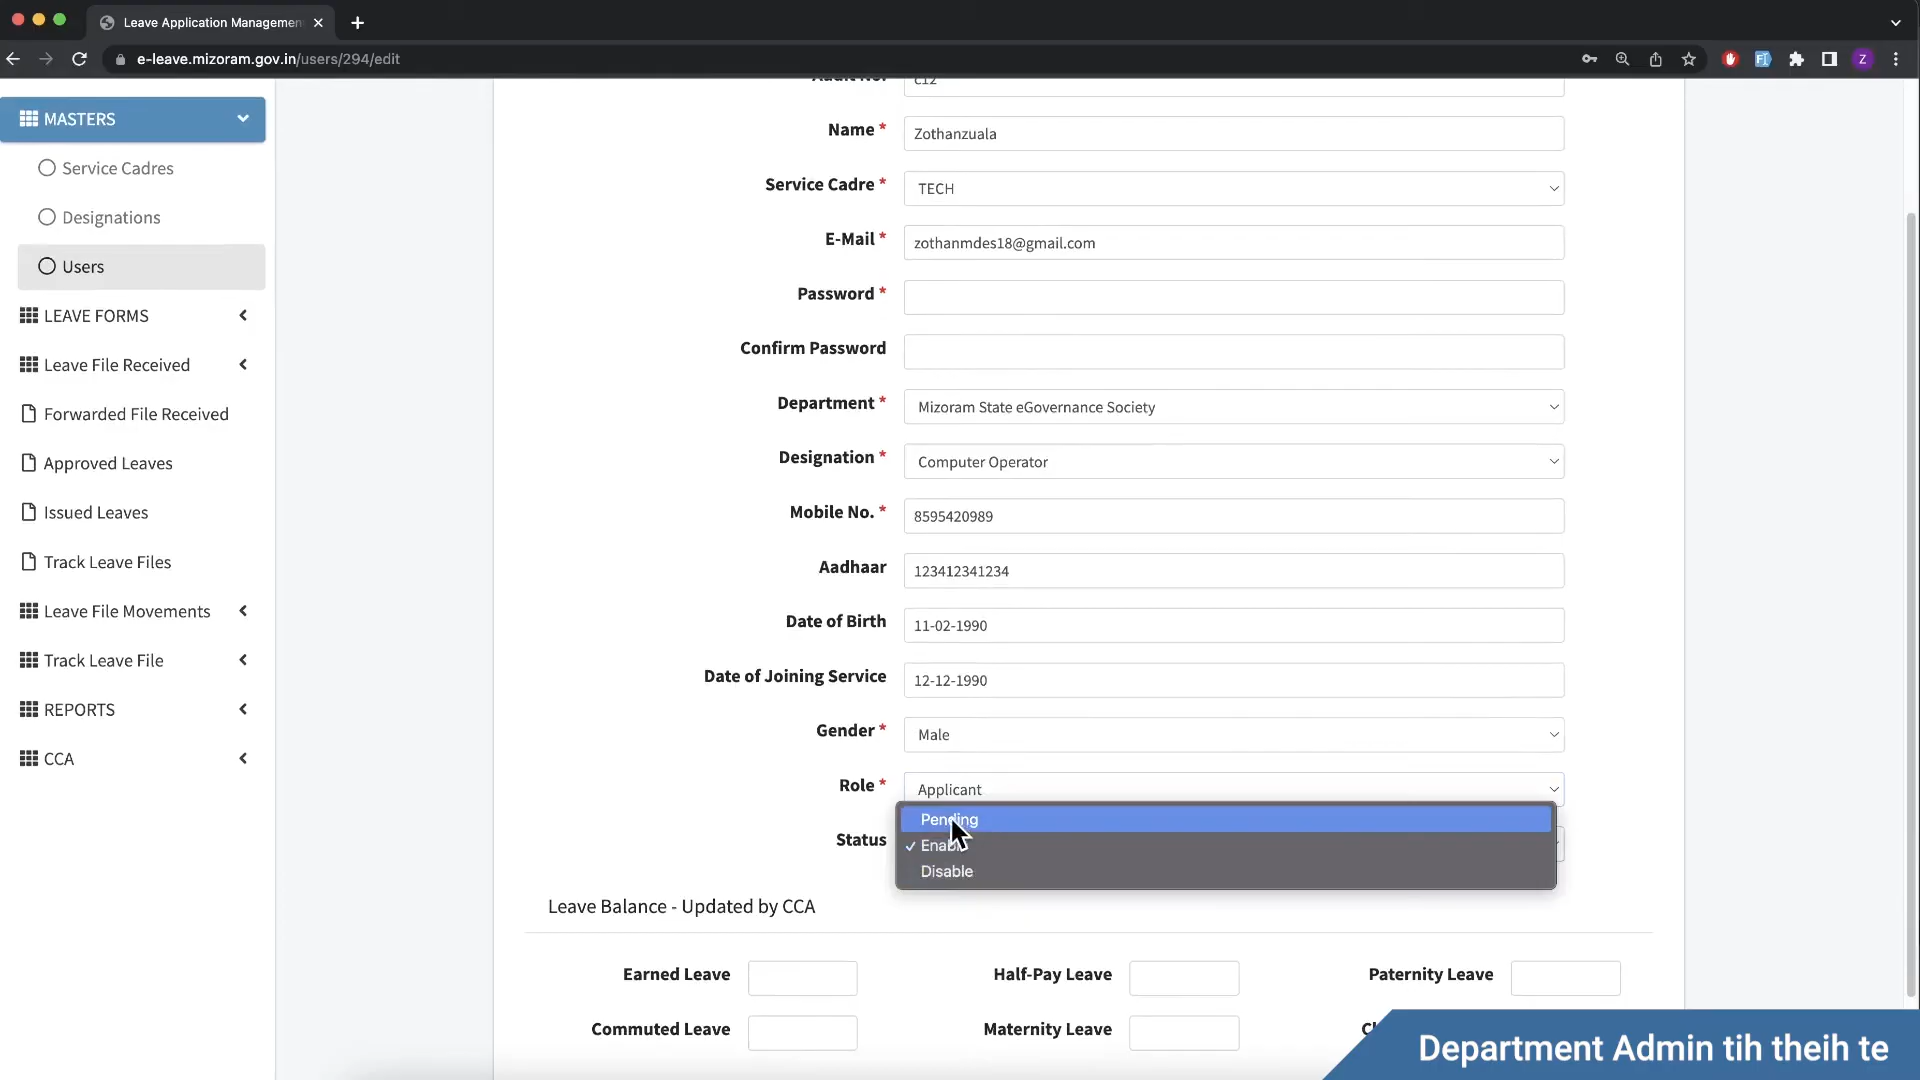 Leave Application Managemen
e-leave.mizoram.gov.in/users/294/edit
Z
MASTERS
Service Cadres
Designations
Users
LEAVE FORMS
Leave File Received
Forwarded File Received
Approved Leaves
Issued Leaves
Track Leave Files
Leave File Movements
Track Leave File
REPORTS
CCA
Audit No. c12
Name * Zothanzuala
Service Cadre * TECH
E-Mail * zothanmdes18@gmail.com
Password *
Confirm Password
Department * Mizoram State eGovernance Society
Designation * Computer Operator
Mobile No. * 8595420989
Aadhaar 123412341234
Date of Birth 11-02-1990
Date of Joining Service 12-12-1990
Gender * Male
Role * Applicant
Status
Pending
Enable
Disable
Leave Balance - Updated by CCA
Earned Leave Half-Pay Leave Paternity Leave
Commuted Leave Maternity Leave
Department Admin tih theih te